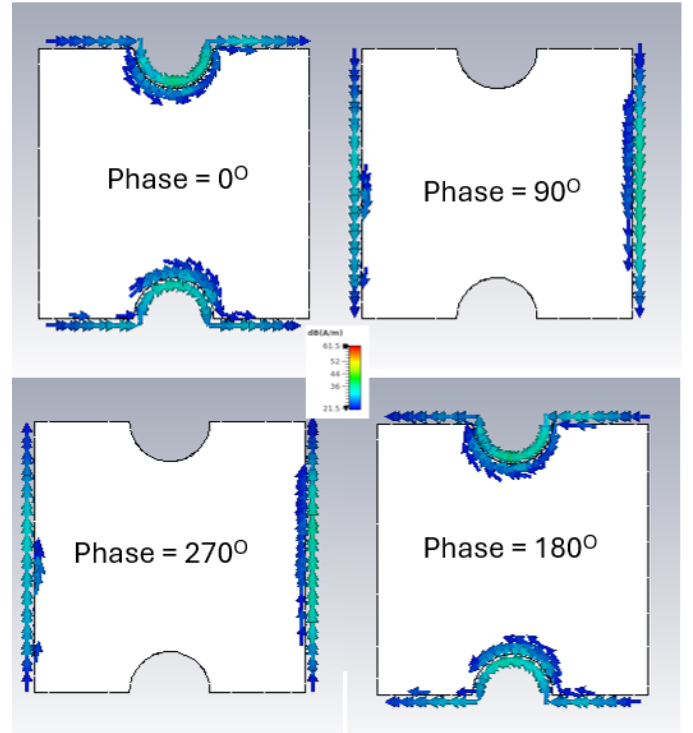 Phase = 0O
Phase = 90O
dB(A/m)
61.5
52
44
36
21.5
Phase = 270O
Phase = 180O